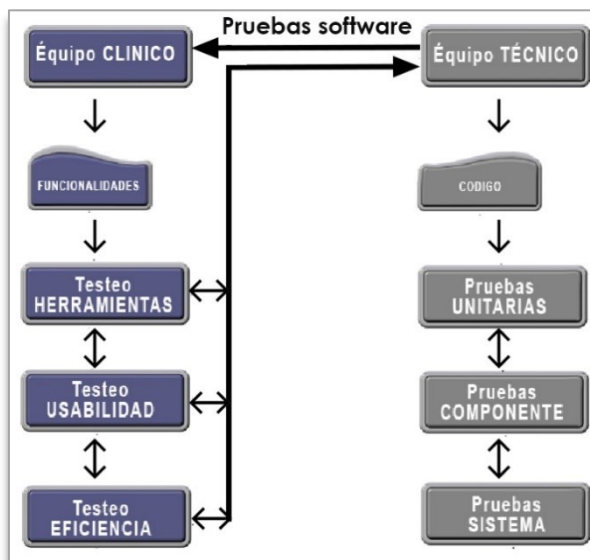 Pruebas software
Équipo CLINICO
Équipo TÉCNICO
FUNCIONALIDADES
CODIGO
Testeo
HERRAMIENTAS
Pruebas
UNITARIAS
Testeo
USABILIDAD
Pruebas
COMPONENTE
Testeo
EFICIENCIA
Pruebas
SISTEMA